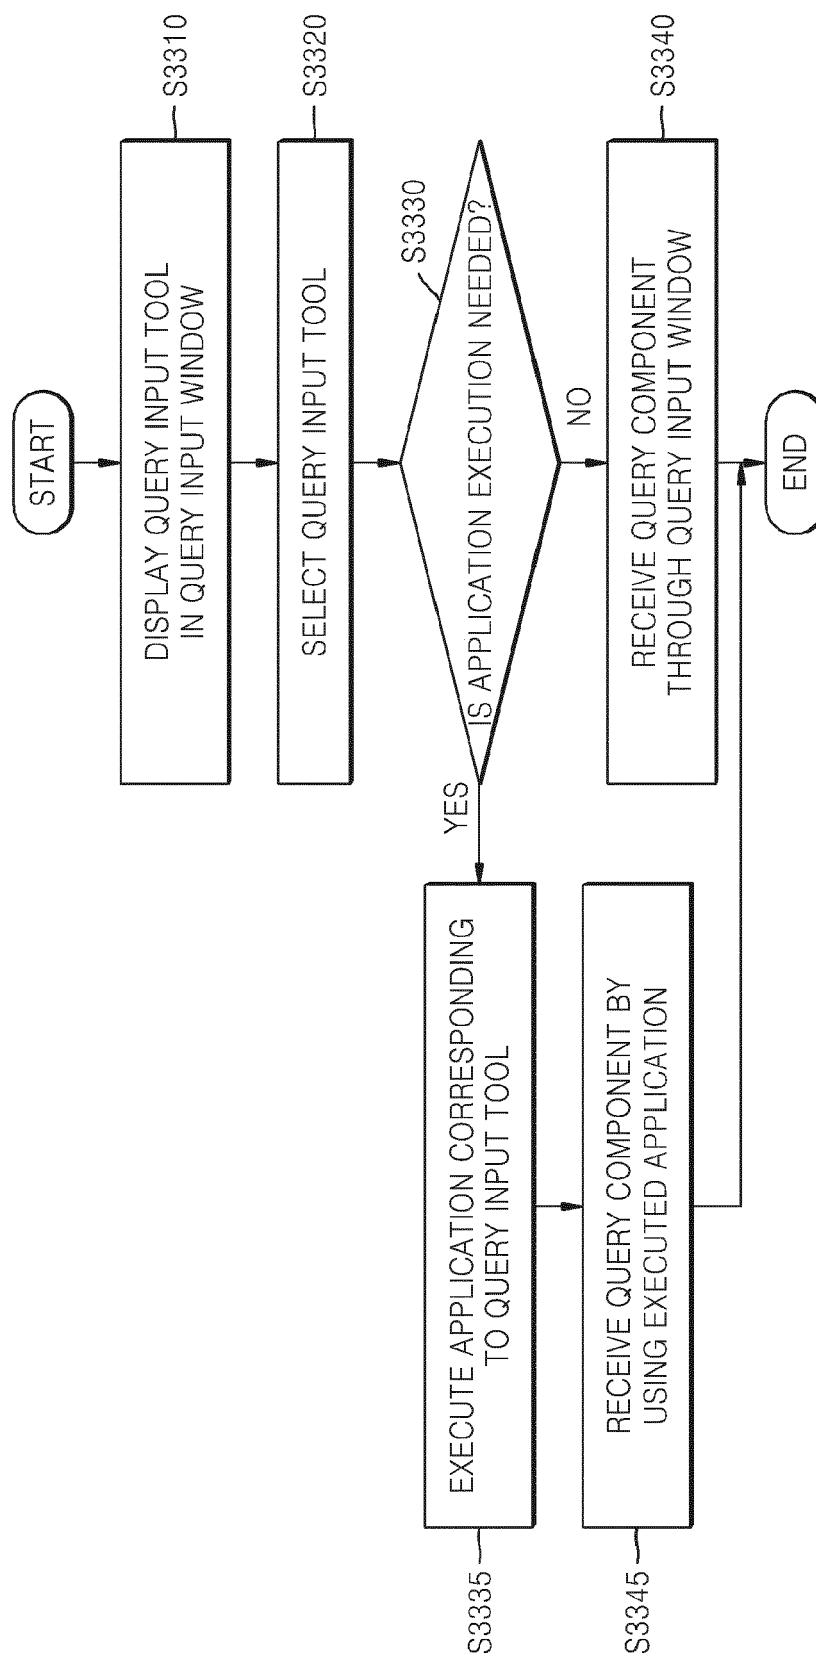 START
DISPLAY QUERY INPUT TOOL
IN QUERY INPUT WINDOW
S3310
SELECT QUERY INPUT TOOL
S3320
S3330
IS APPLICATION EXECUTION NEEDED?
YES
NO
EXECUTE APPLICATION CORRESPONDING
TO QUERY INPUT TOOL
S3335
RECEIVE QUERY COMPONENT BY
USING EXECUTED APPLICATION
S3345
RECEIVE QUERY COMPONENT
THROUGH QUERY INPUT WINDOW
S3340
END